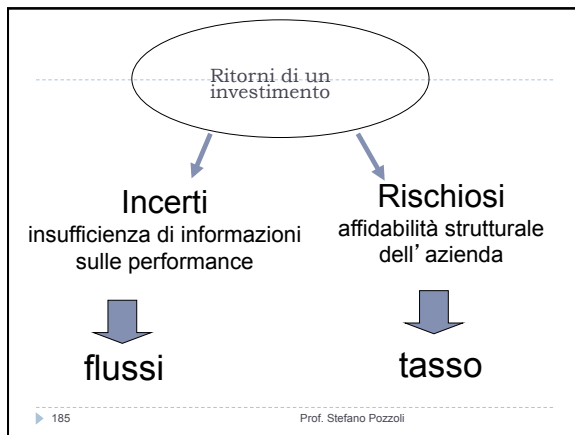 Ritorni di un
investimento
Incerti
insufficienza di informazioni
sulle performance
flussi
Rischiosi
affidabilità strutturale
dell’azienda
tasso
185
Prof. Stefano Pozzoli